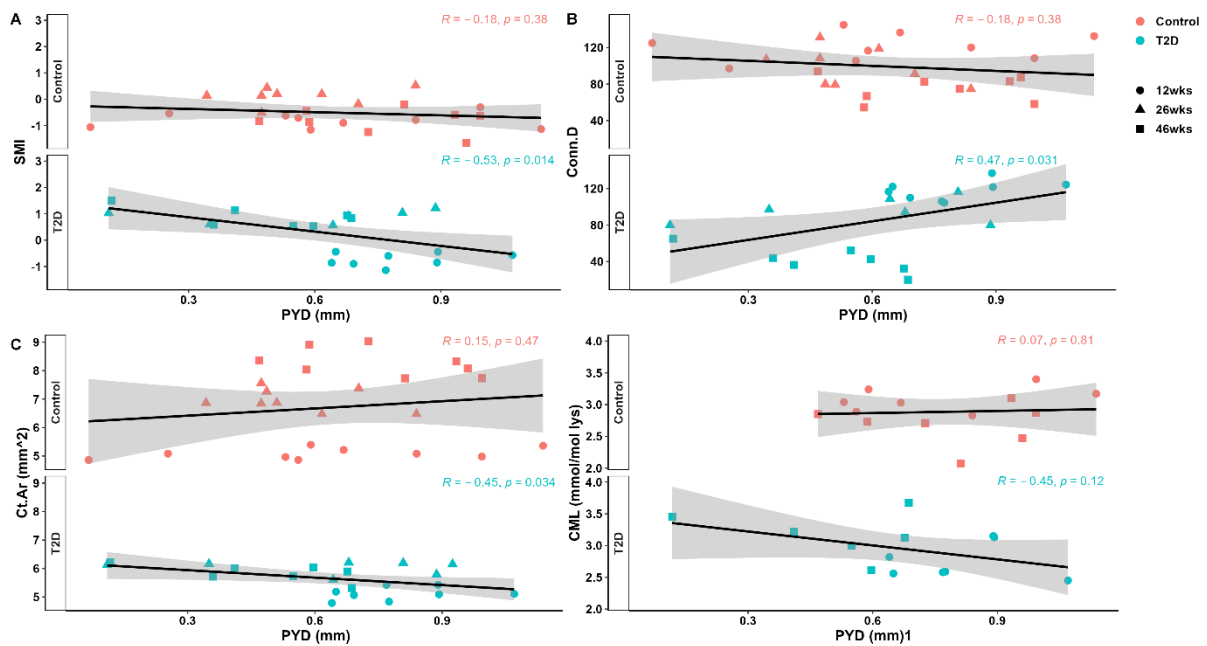 A
SMI
Control
3
2
1
0
-1
R = − 0.18, p = 0.38
T2D
3
2
1
0
-1
R = − 0.53, p = 0.014
0.3 0.6 0.9
PYD (mm)
B
Conn.D
Control
120
80
40
R = − 0.18, p = 0.38
T2D
120
80
40
R = 0.47, p = 0.031
0.3 0.6 0.9
PYD (mm)
Control
T2D
12wks
26wks
46wks
C
Ct.Ar (mm^2)
Control
9
8
7
6
5
R = 0.15, p = 0.47
T2D
9
8
7
6
5
R = − 0.45, p = 0.034
0.3 0.6 0.9
PYD (mm)
CML (mmol/mol lys)
Control
4.0
3.5
3.0
2.5
2.0
R = 0.07, p = 0.81
T2D
4.0
3.5
3.0
2.5
2.0
R = − 0.45, p = 0.12
0.3 0.6 0.9
PYD (mm)1